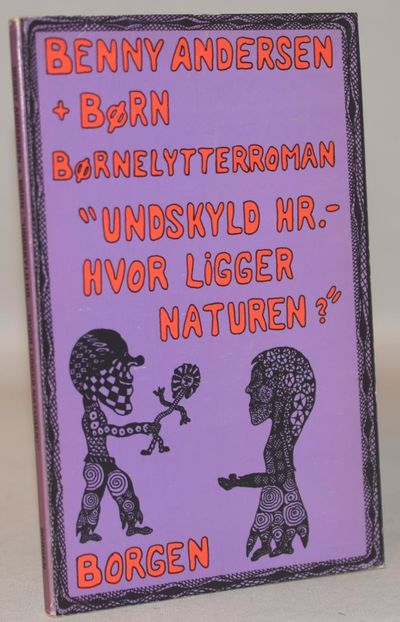 BENNY ANDERSEN
+ BØRN
BØRNELYTTERROMAN
"UNDSKYLD HR.-
HVOR LiGGER
NATUREN?"
BORGEN